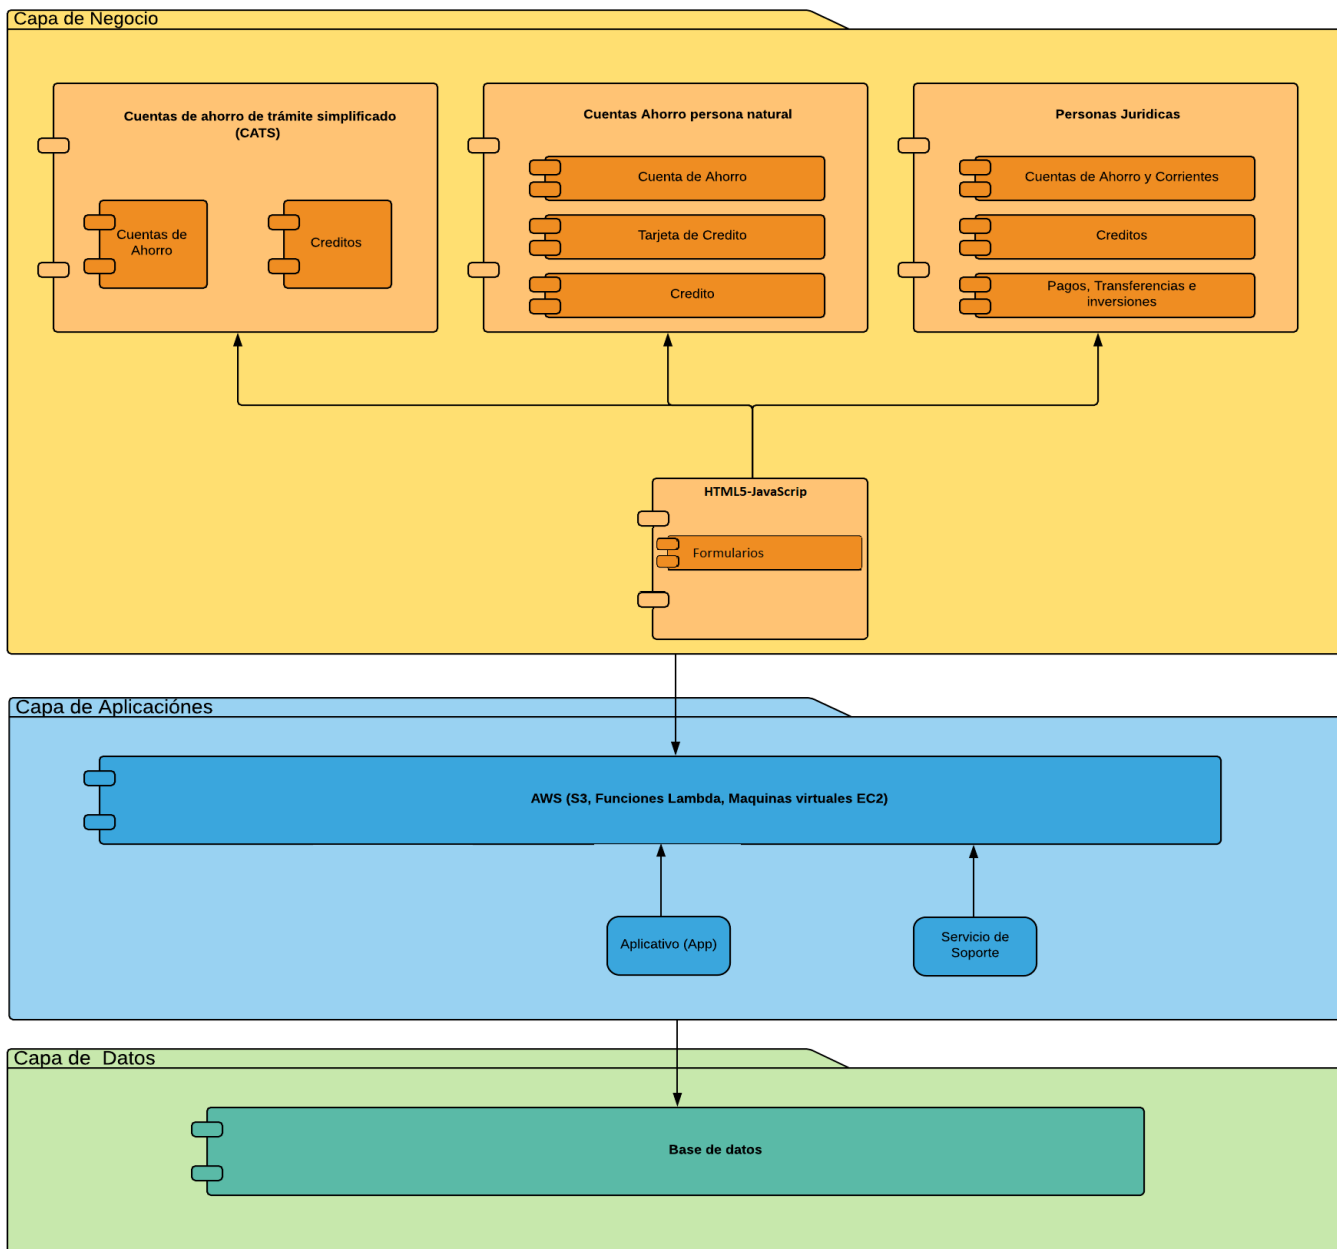 Capa de Negocio
Cuentas de ahorro de trámite simplificado
(CATS)
Cuentas de
Ahorro
Creditos
Cuentas Ahorro persona natural
Cuenta de Ahorro
Tarjeta de Credito
Credito
Personas Juridicas
Cuentas de Ahorro y Corrientes
Creditos
Pagos, Transferencias e
inversiones
HTML5-JavaScrip
Formularios
Capa de Aplicaciónes
AWS (S3, Funciones Lambda, Maquinas virtuales EC2)
Aplicativo (App)
Servicio de
Soporte
Capa de  Datos
Base de datos